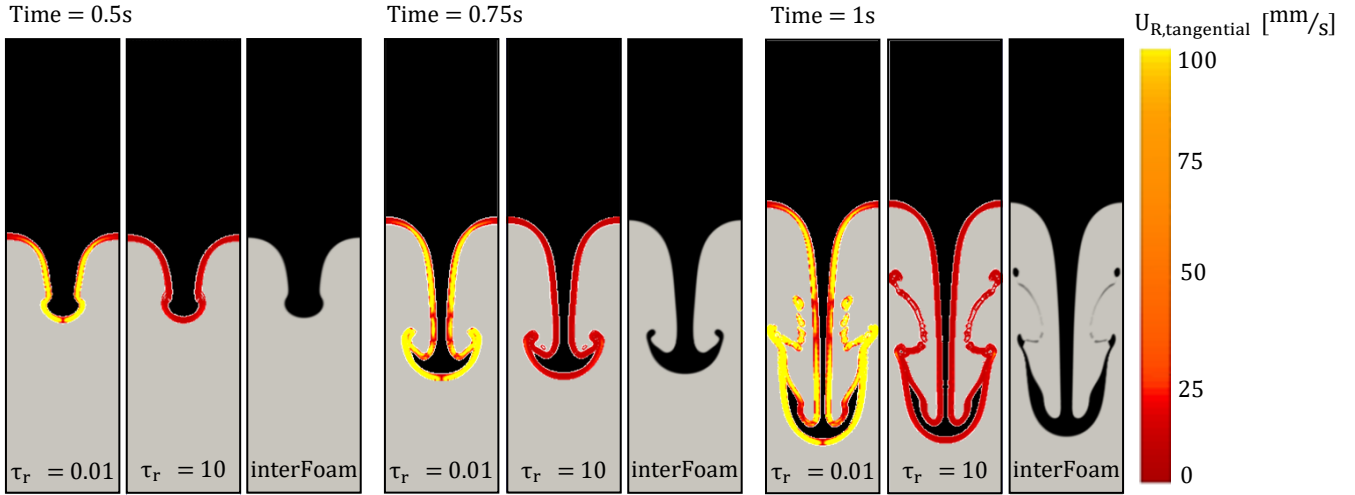 Time = 0.5s
Time = 0.75s
Time = 1s
U_R,tangential [mm/s]
100
75
50
25
0
τ_r = 0.01
τ_r = 10
interFoam
τ_r = 0.01
τ_r = 10
interFoam
τ_r = 0.01
τ_r = 10
interFoam